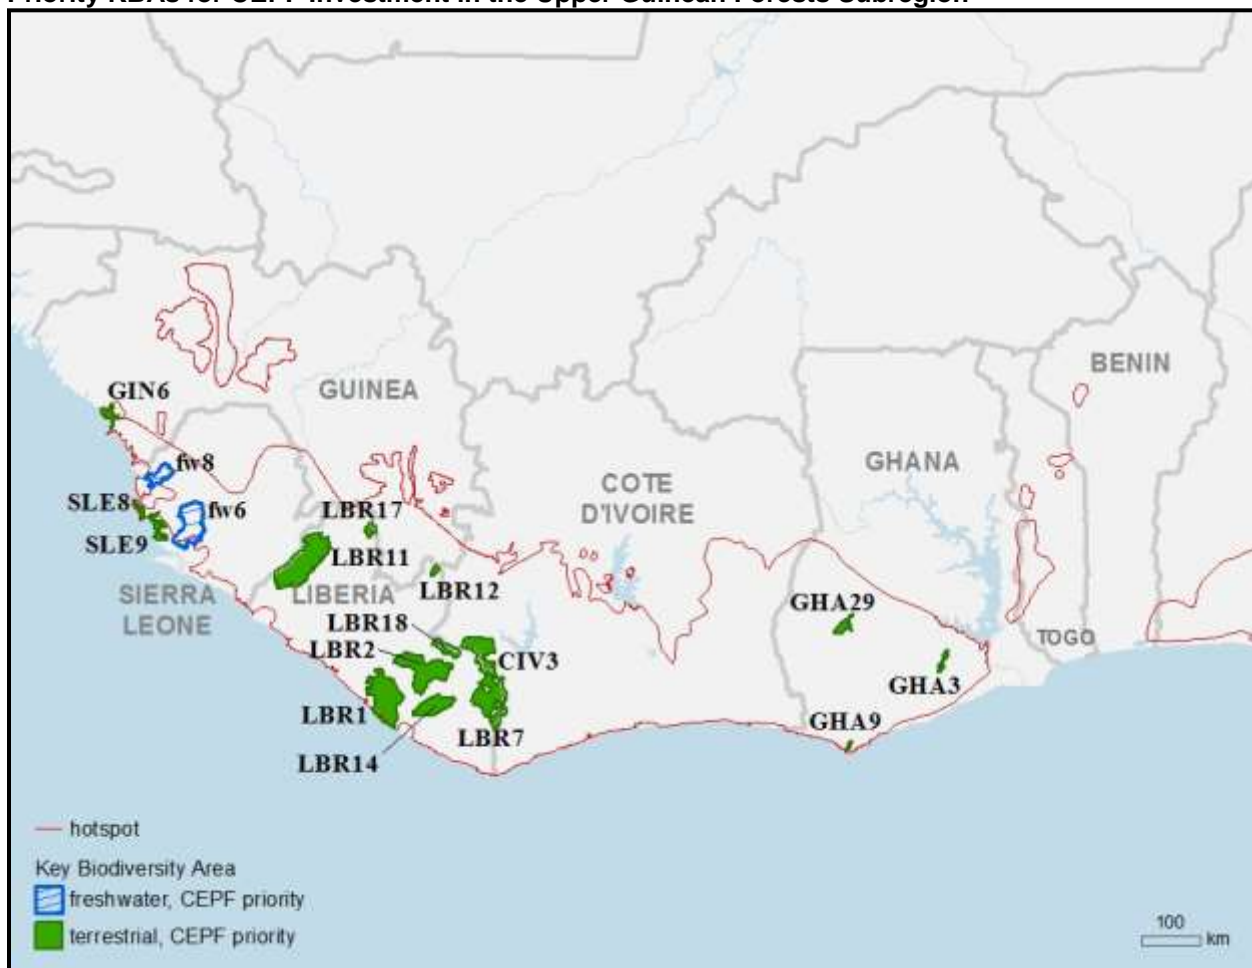 Priority KBAs for CEPF Investment in the Upper Guinean Forests Subregion
BENIN
GIN6
GUINEA
fw8
GHANA
COTE
D'IVOIRE
SLE8
fw6
LBR17
SLE9
LBR11
LBR12
SIERRA
LEONE
LIBERIA
GHA29
LBR18
LBR2
TOGO
CIV3
GHA3
LBR1
GHA9
LBR7
LBR14
hotspot
Key Biodiversity Area
freshwater, CEPF priority
terrestrial, CEPF priority
100
km